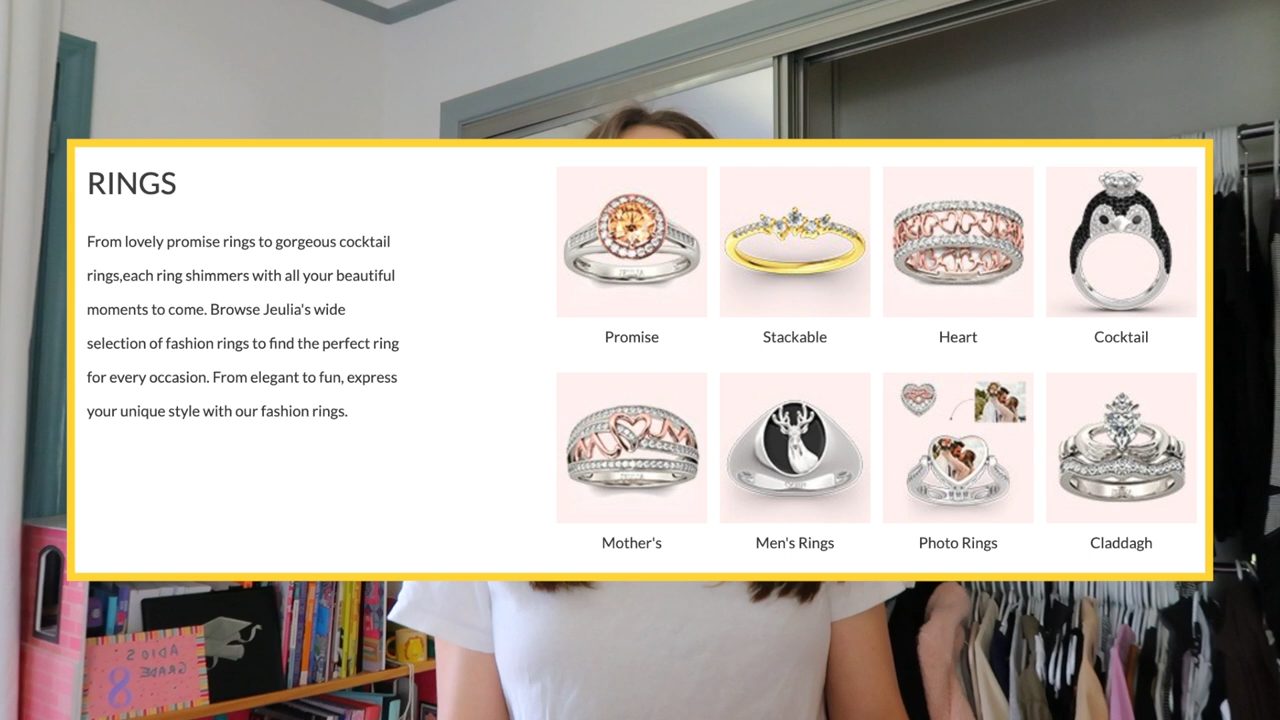 RINGS
From lovely promise rings to gorgeous cocktail
rings,each ring shimmers with all your beautiful
moments to come. Browse Jeulia's wide
selection of fashion rings to find the perfect ring
for every occasion. From elegant to fun, express
your unique style with our fashion rings.
Promise
Stackable
Heart
Cocktail
MOM
Mother's
Men's Rings
Photo Rings
Claddagh
ADIOS
GRADE
8